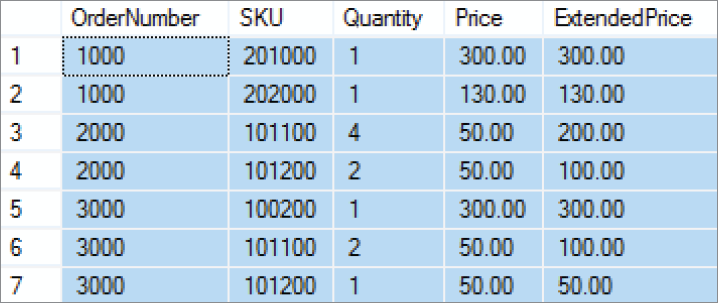 OrderNumber SKU Quantity Price ExtendedPrice
1 1000 201000 1 300.00 300.00
2 1000 202000 1 130.00 130.00
3 2000 101100 4 50.00 200.00
4 2000 101200 2 50.00 100.00
5 3000 100200 1 300.00 300.00
6 3000 101100 2 50.00 100.00
7 3000 101200 1 50.00 50.00